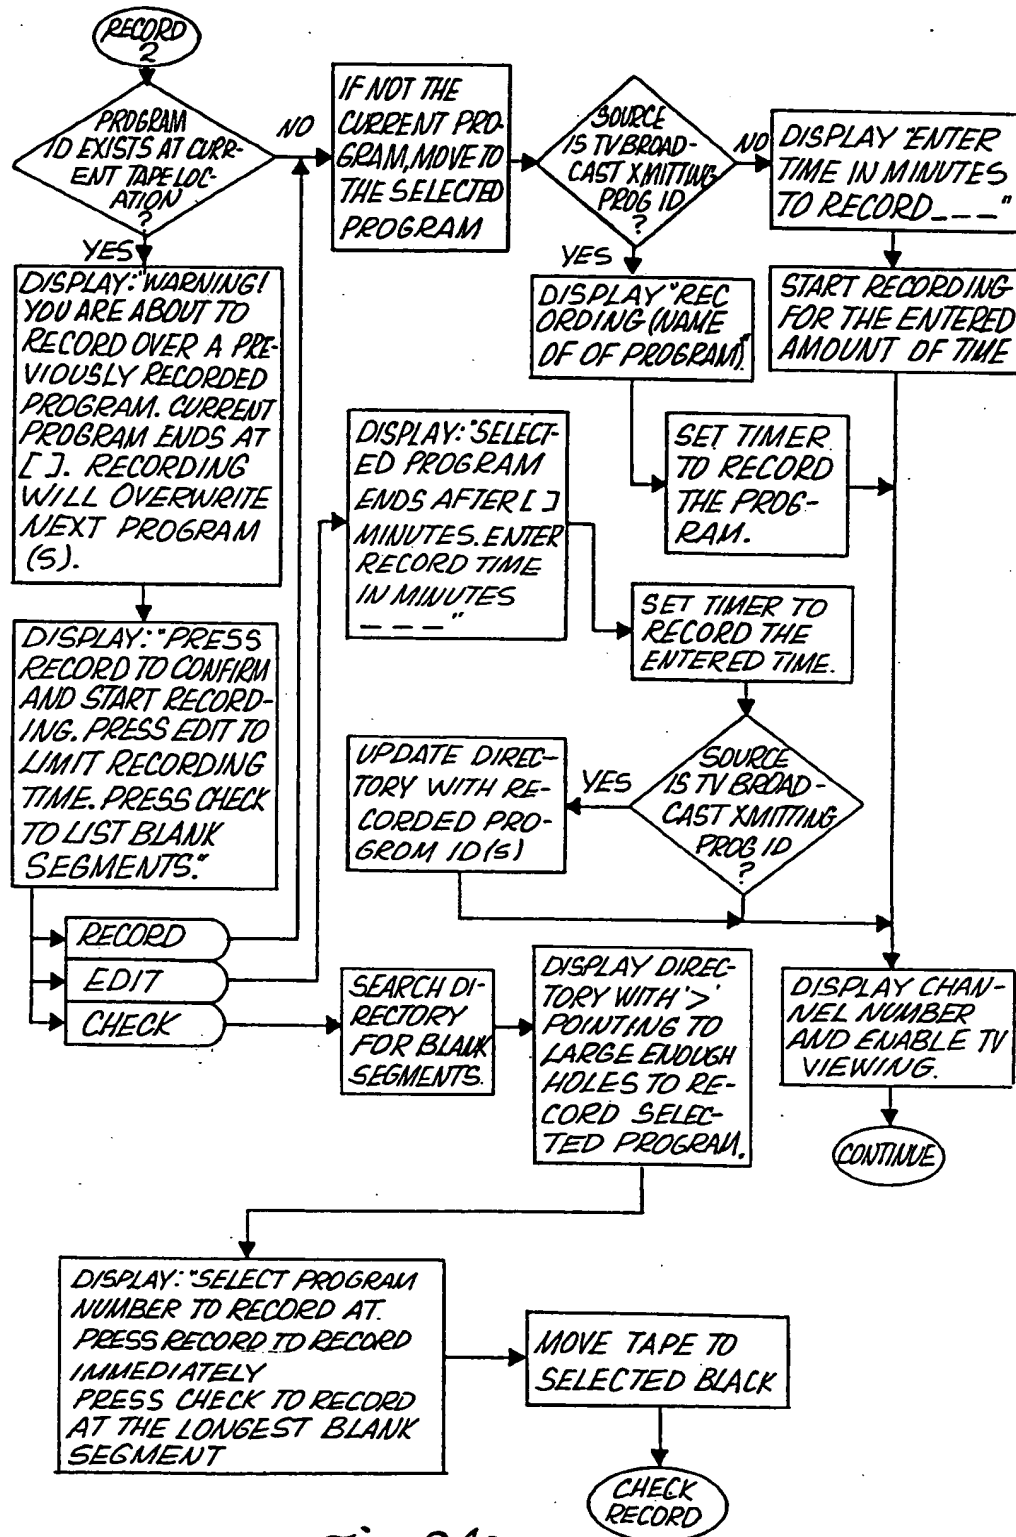 RECORD
2
PROGRAM
ID EXISTS AT CURR-
ENT TAPE LOC-
ATION
?
NO
YES
IF NOT THE
CURRENT PRO-
GRAM, MOVE TO
THE SELECTED
PROGRAM
SOURCE
IS TV BROAD-
CAST XMITTING
PROG ID
?
NO
YES
DISPLAY "ENTER
TIME IN MINUTES
TO RECORD _ _ _"
START RECORDING
FOR THE ENTERED
AMOUNT OF TIME
DISPLAY "REC
ORDING (NAME
OF OF PROGRAM)"
SET TIMER
TO RECORD
THE PROG-
RAM.
DISPLAY: "WARNING!
YOU ARE ABOUT TO
RECORD OVER A PRE-
VIOUSLY RECORDED
PROGRAM. CURRENT
PROGRAM ENDS AT
[ ]. RECORDING
WILL OVERWRITE
NEXT PROGRAM
(S).
DISPLAY: "SELECT-
ED PROGRAM
ENDS AFTER [ ]
MINUTES. ENTER
RECORD TIME
IN MINUTES
_ _ _"
SET TIMER TO
RECORD THE
ENTERED TIME.
DISPLAY: "PRESS
RECORD TO CONFIRM
AND START RECORD-
ING. PRESS EDIT TO
LIMIT RECORDING
TIME. PRESS CHECK
TO LIST BLANK
SEGMENTS."
SOURCE
IS TV BROAD-
CAST XMITTING
PROG ID
?
YES
UPDATE DIREC-
TORY WITH RE-
CORDED PRO-
GROM ID(S)
RECORD
EDIT
CHECK
SEARCH DI-
RECTORY
FOR BLANK
SEGMENTS.
DISPLAY DIREC-
TORY WITH '>'
POINTING TO
LARGE ENOUGH
HOLES TO RE-
CORD SELEC-
TED PROGRAM.
DISPLAY CHAN-
NEL NUMBER
AND ENABLE TV
VIEWING.
CONTINUE
DISPLAY: "SELECT PROGRAM
NUMBER TO RECORD AT.
PRESS RECORD TO RECORD
IMMEDIATELY
PRESS CHECK TO RECORD
AT THE LONGEST BLANK
SEGMENT
MOVE TAPE TO
SELECTED BLACK
CHECK
RECORD